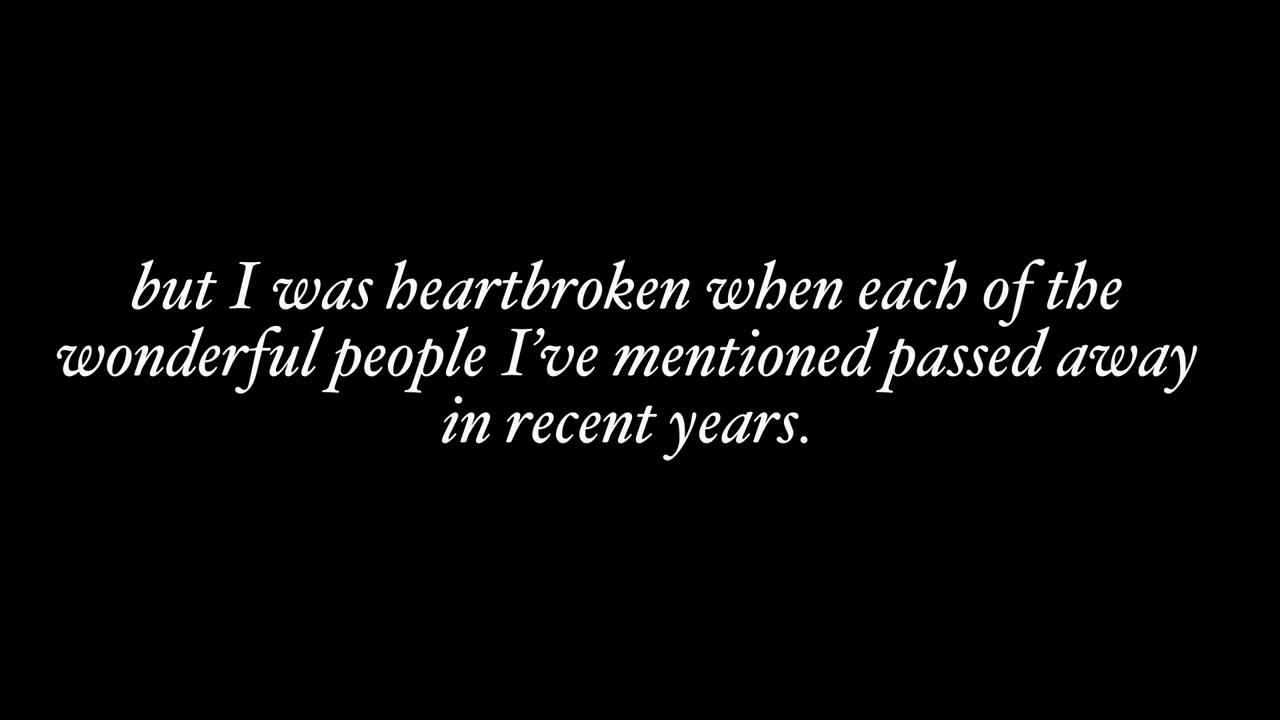 but I was heartbroken when each of the
wonderful people I’ve mentioned passed away
in recent years.